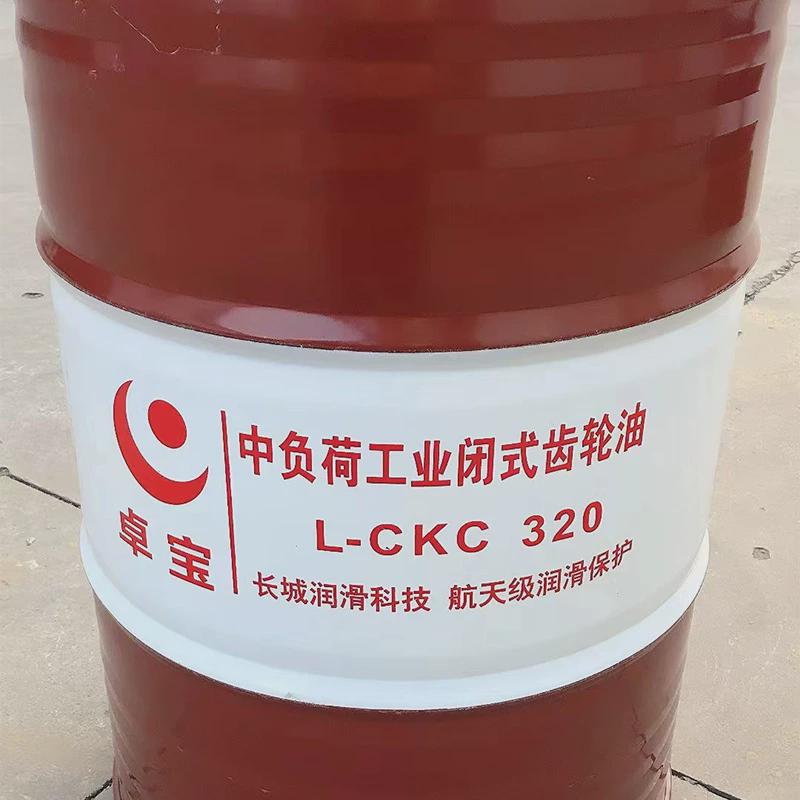 卓宝
中负荷工业闭式齿轮油
L-CKC 320
长城润滑科技 航天级润滑保护